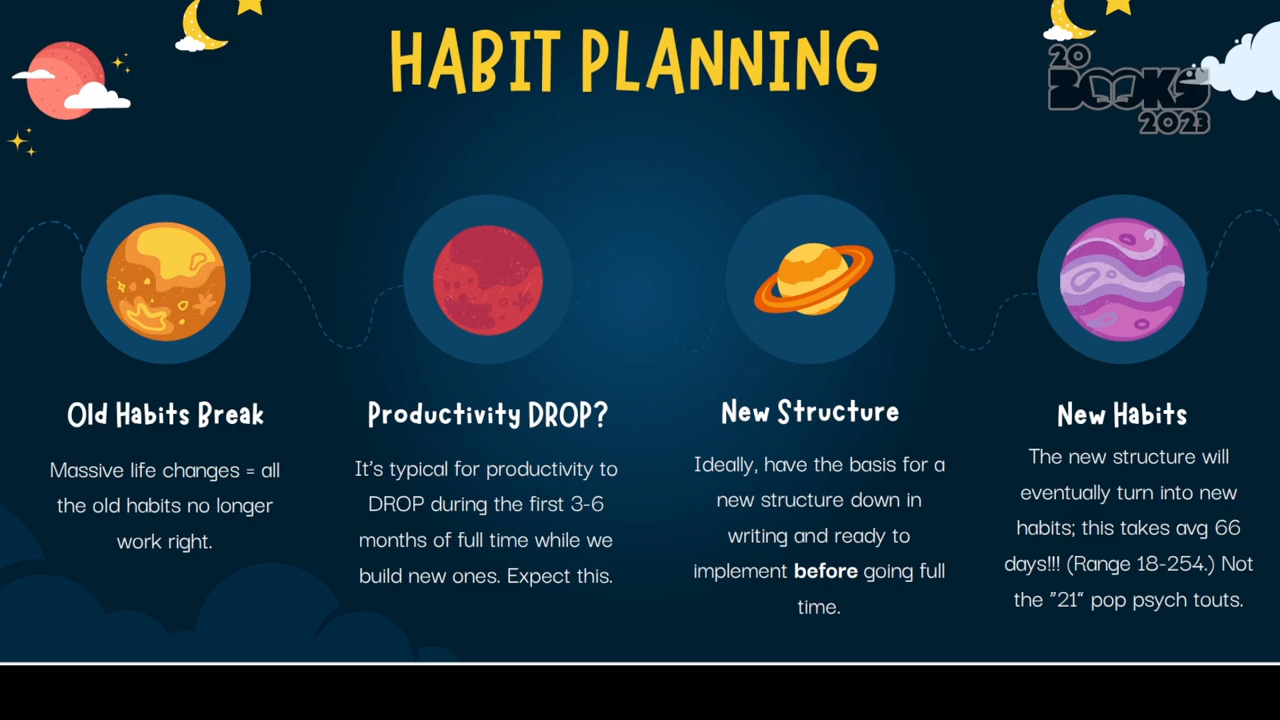 HABIT PLANNING
20
BOOKS
2023
Old Habits Break
Massive life changes = all
the old habits no longer
work right.
Productivity DROP?
It's typical for productivity to
DROP during the first 3-6
months of full time while we
build new ones. Expect this.
New Structure
Ideally, have the basis for a
new structure down in
writing and ready to
implement before going full
time.
New Habits
The new structure will
eventually turn into new
habits; this takes avg 66
days!!! (Range 18-254.) Not
the "21" pop psych touts.